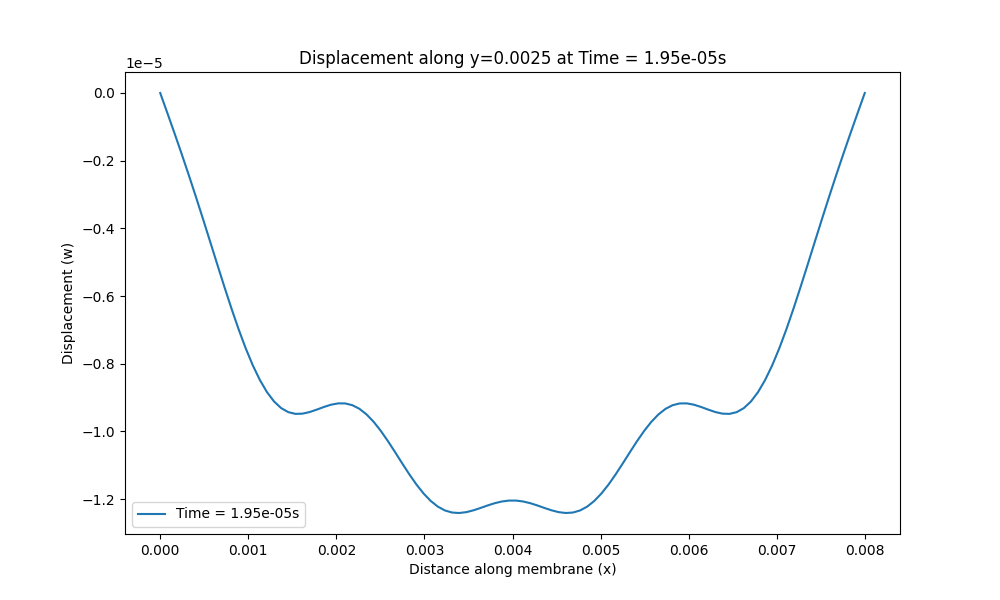 Displacement along y=0.0025 at Time = 1.95e-05s
1e−5
0.0
−0.2
−0.4
−0.6
−0.8
−1.0
−1.2
Displacement (w)
Time = 1.95e-05s
0.000 0.001 0.002 0.003 0.004 0.005 0.006 0.007 0.008
Distance along membrane (x)